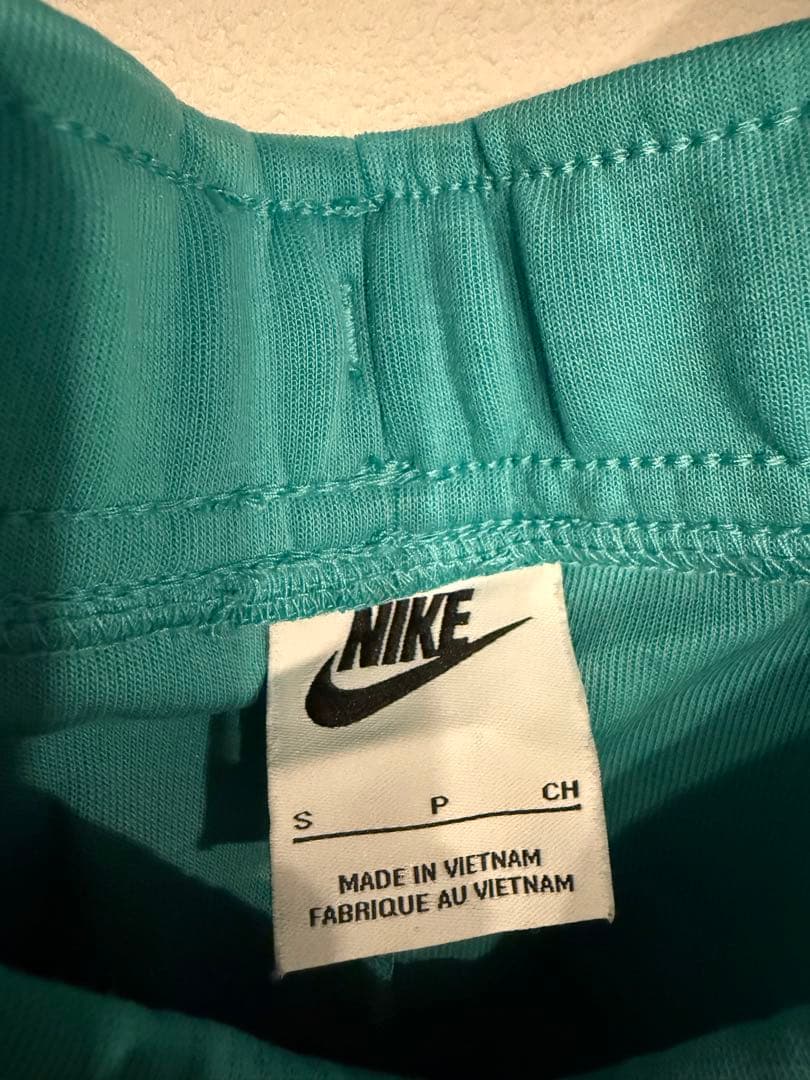 NIKE
S P CH
MADE IN VIETNAM
FABRIQUE AU VIETNAM